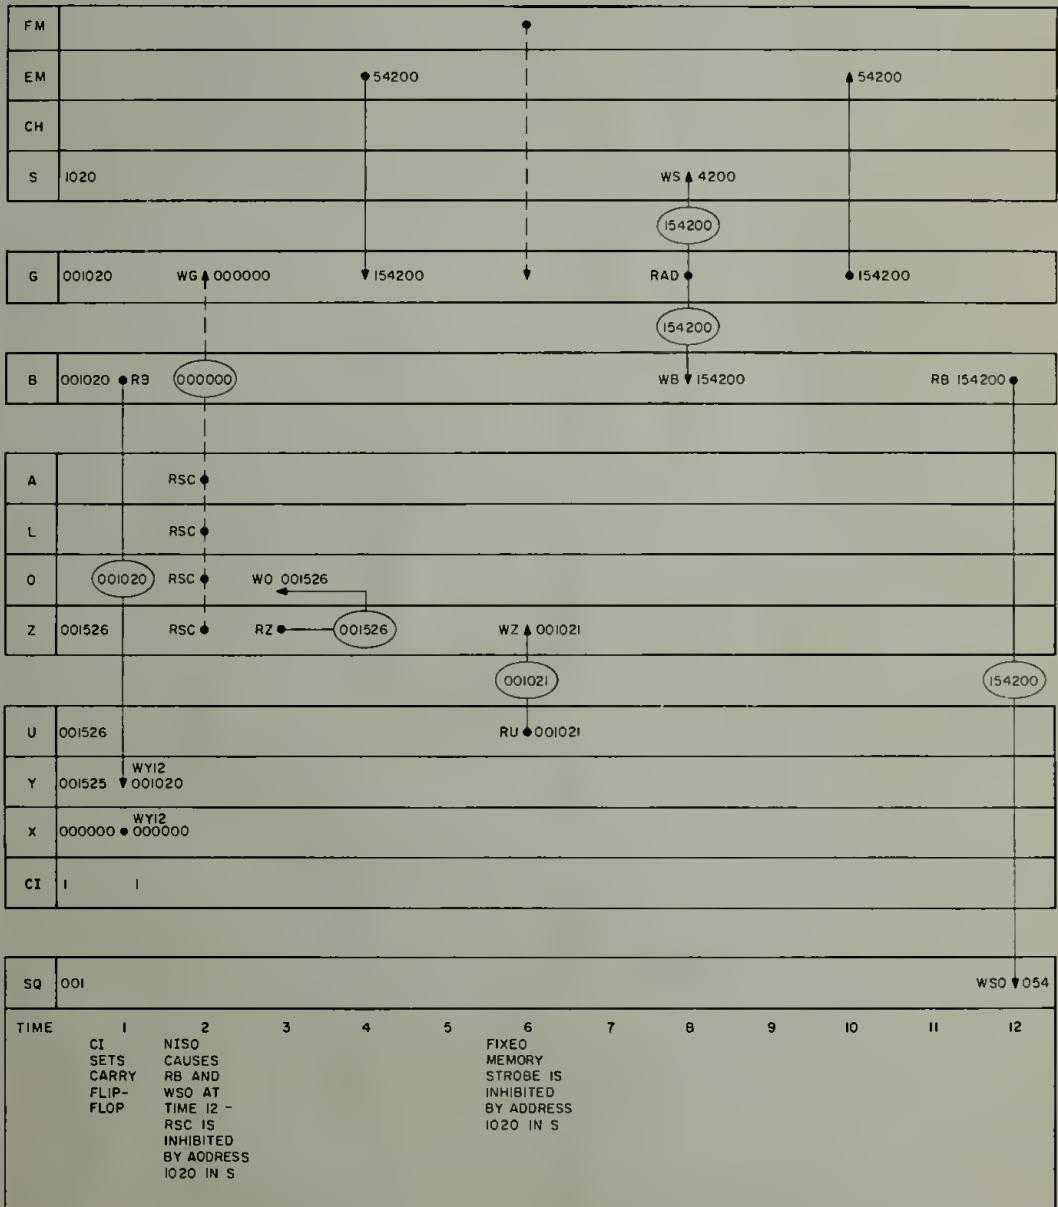 FM
EM 54200 54200
CH
S 1020 WS 4200
154200
G 001020 WG 000000 154200 RAD 154200
154200
B 001020 RB 000000 WB 154200 RB 154200
A RSC
L RSC
Q 001020 RSC WQ 001526
Z 001526 RSC RZ 001526 WZ 001021
001021 154200
U 001526 RU 001021
WY12
Y 001525 001020
WY12
X 000000 000000
CI 1 1
SQ 001 WSQ 054
TIME 1 2 3 4 5 6 7 8 9 10 11 12
CI NISQ FIXED
SETS CAUSES MEMORY
CARRY RB AND STROBE IS
FLIP- WSQ AT INHIBITED
FLOP TIME 12 - BY ADDRESS
RSC IS 1020 IN S
INHIBITED
BY ADDRESS
1020 IN S